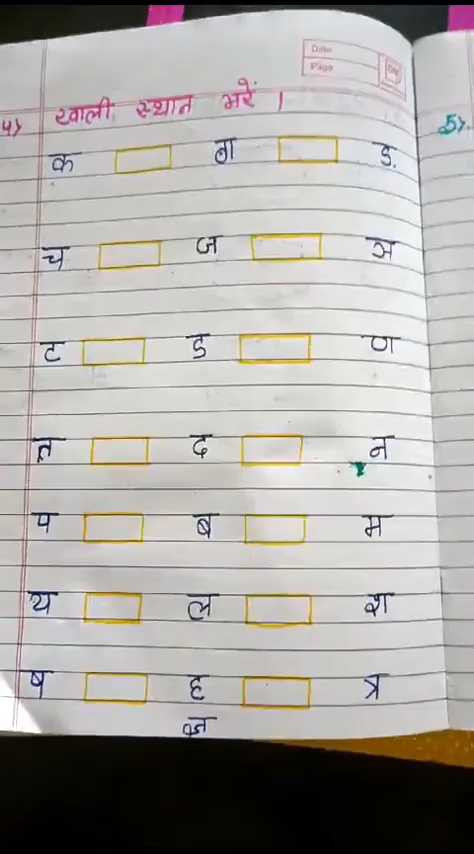 Date
Page
4) खाली स्थान भरें ।
5)
क ग ङ
च ज ञ
ट ड ण
त द न
प ब म
य ल श
ष ह त्र
ज्ञ